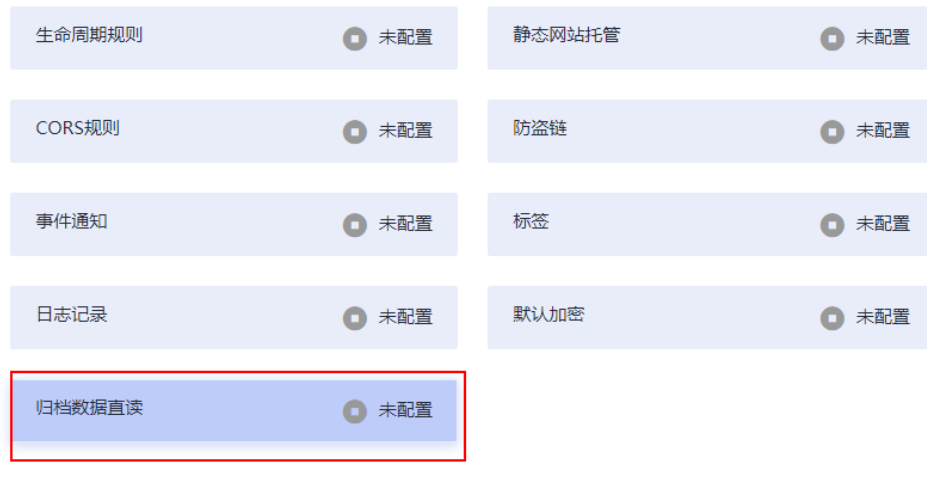 生命周期规则 未配置 静态网站托管 未配置
CORS规则 未配置 防盗链 未配置
事件通知 未配置 标签 未配置
日志记录 未配置 默认加密 未配置
归档数据直读 未配置